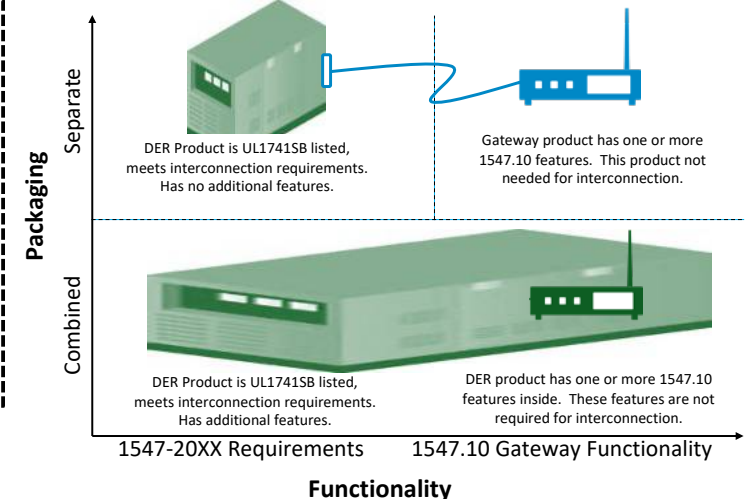 Packaging
Separate
DER Product is UL1741SB listed,
meets interconnection requirements.
Has no additional features.
Gateway product has one or more
1547.10 features.  This product not
needed for interconnection.
Combined
DER Product is UL1741SB listed,
meets interconnection requirements.
Has additional features.
DER product has one or more 1547.10
features inside.  These features are not
required for interconnection.
1547-20XX Requirements
1547.10 Gateway Functionality
Functionality